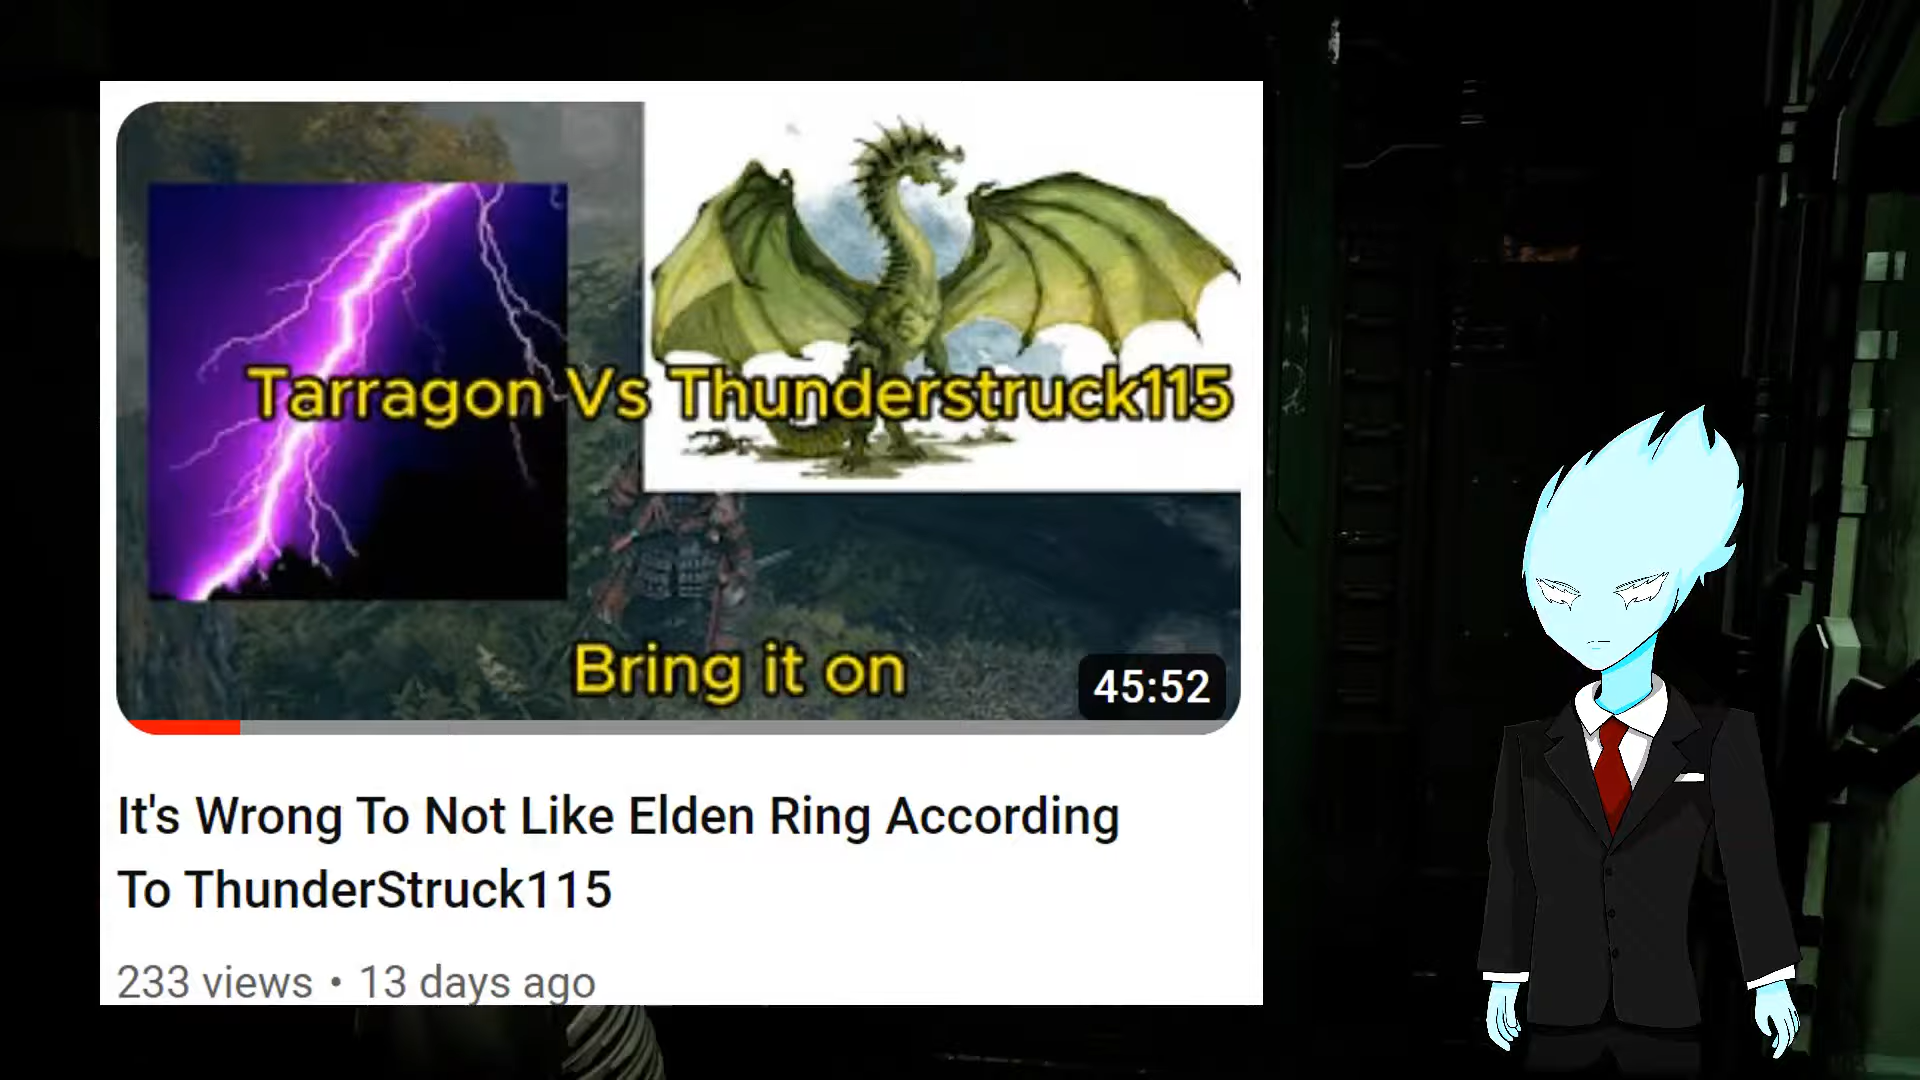 Tarragon Vs Thunderstruck115
Bring it on
45:52
It's Wrong To Not Like Elden Ring According
To ThunderStruck115
233 views • 13 days ago